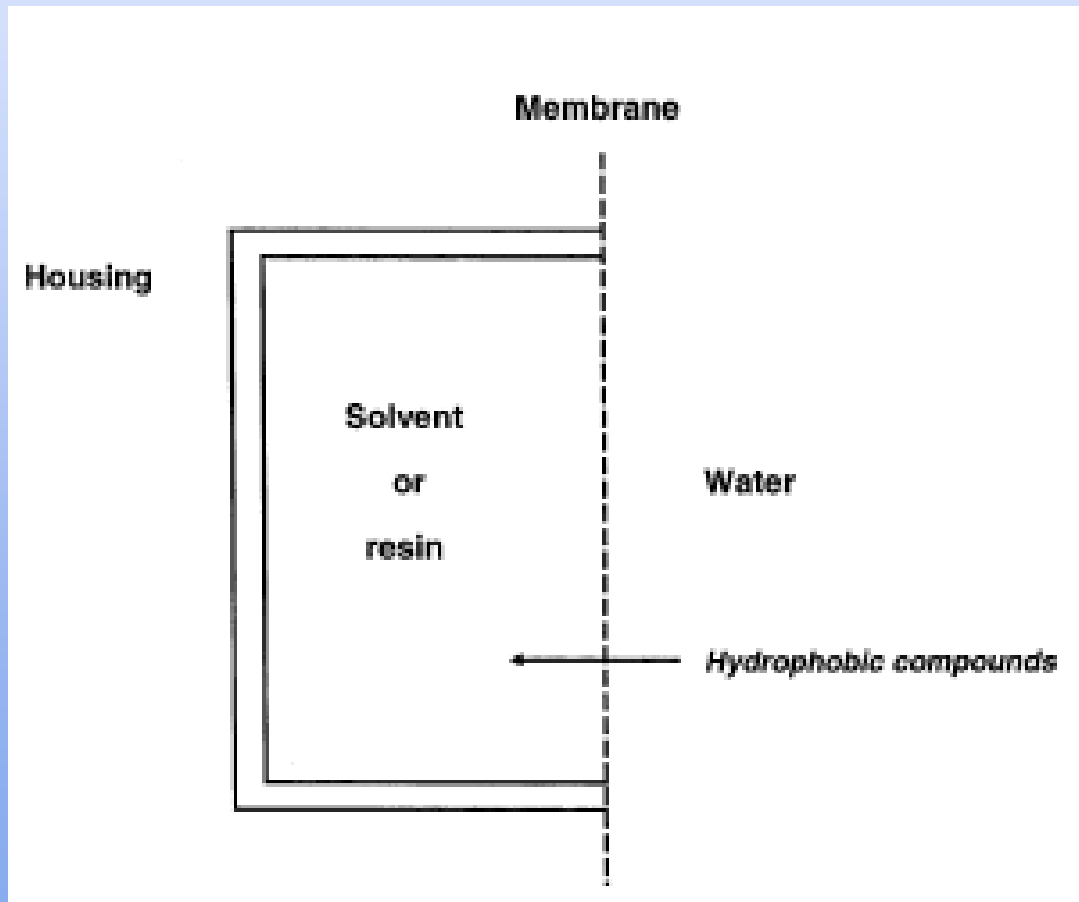 Membrane
Housing
Solvent
or
resin
Water
Hydrophobic compounds